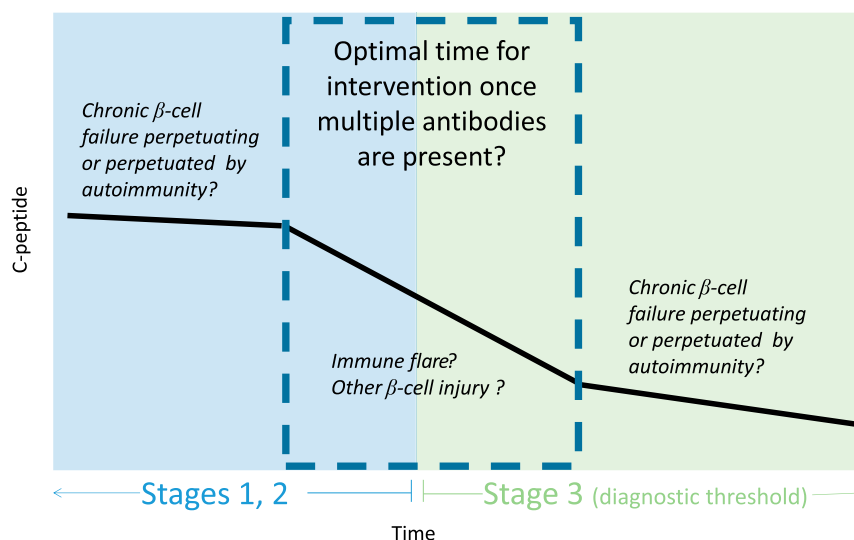 Optimal time for
intervention once
multiple antibodies
are present?
Chronic β-cell
failure perpetuating
or perpetuated by
autoimmunity?
C-peptide
Chronic β-cell
failure perpetuating
or perpetuated by
autoimmunity?
Immune flare?
Other β-cell injury ?
Stages 1, 2
Stage 3 (diagnostic threshold)
Time